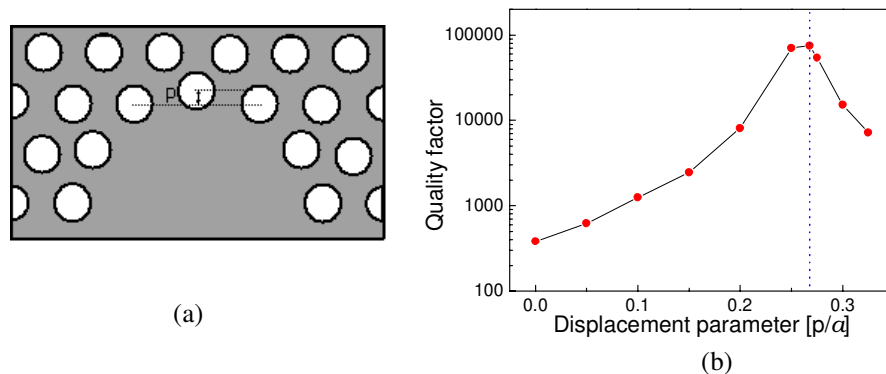 p
(a)
Quality factor
100000
10000
1000
100
0.0 0.1 0.2 0.3
Displacement parameter [p/a]
(b)